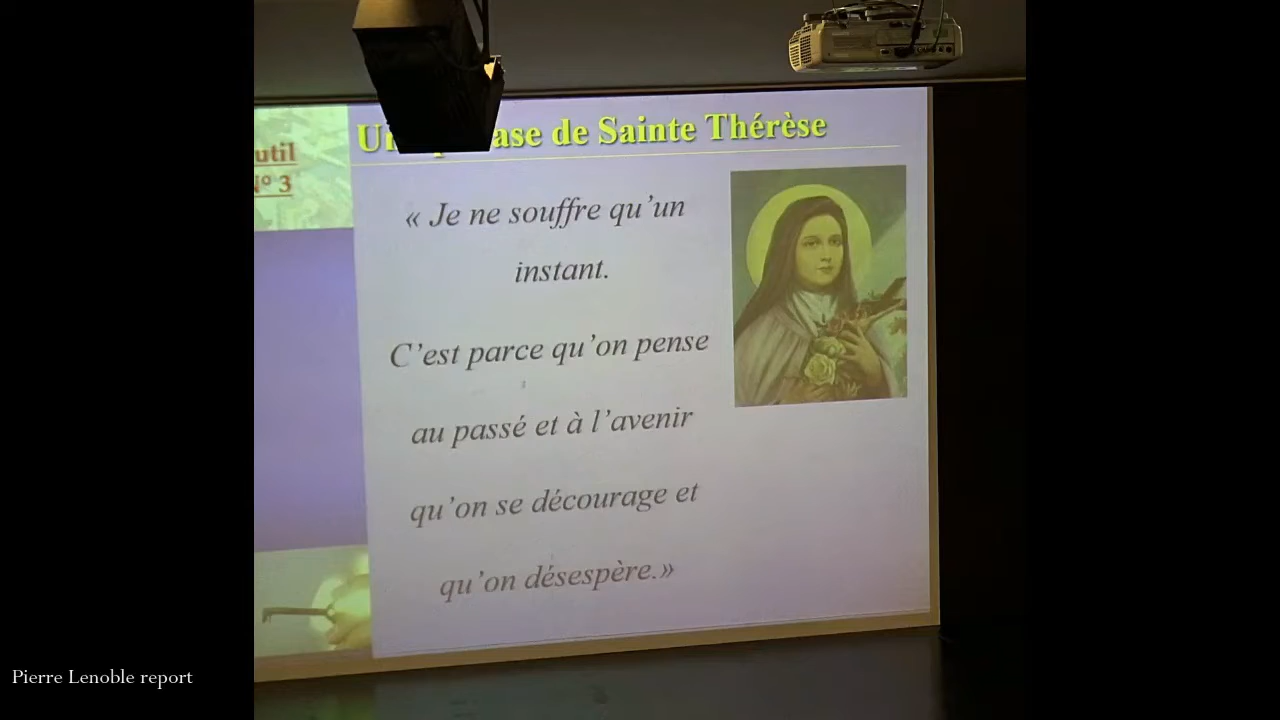 util
N° 3
de Sainte Thérèse
« Je ne souffre qu'un
instant.
C'est parce qu'on pense
au passé et à l'avenir
qu'on se décourage et
qu'on désespère.»
Pierre Lenoble report